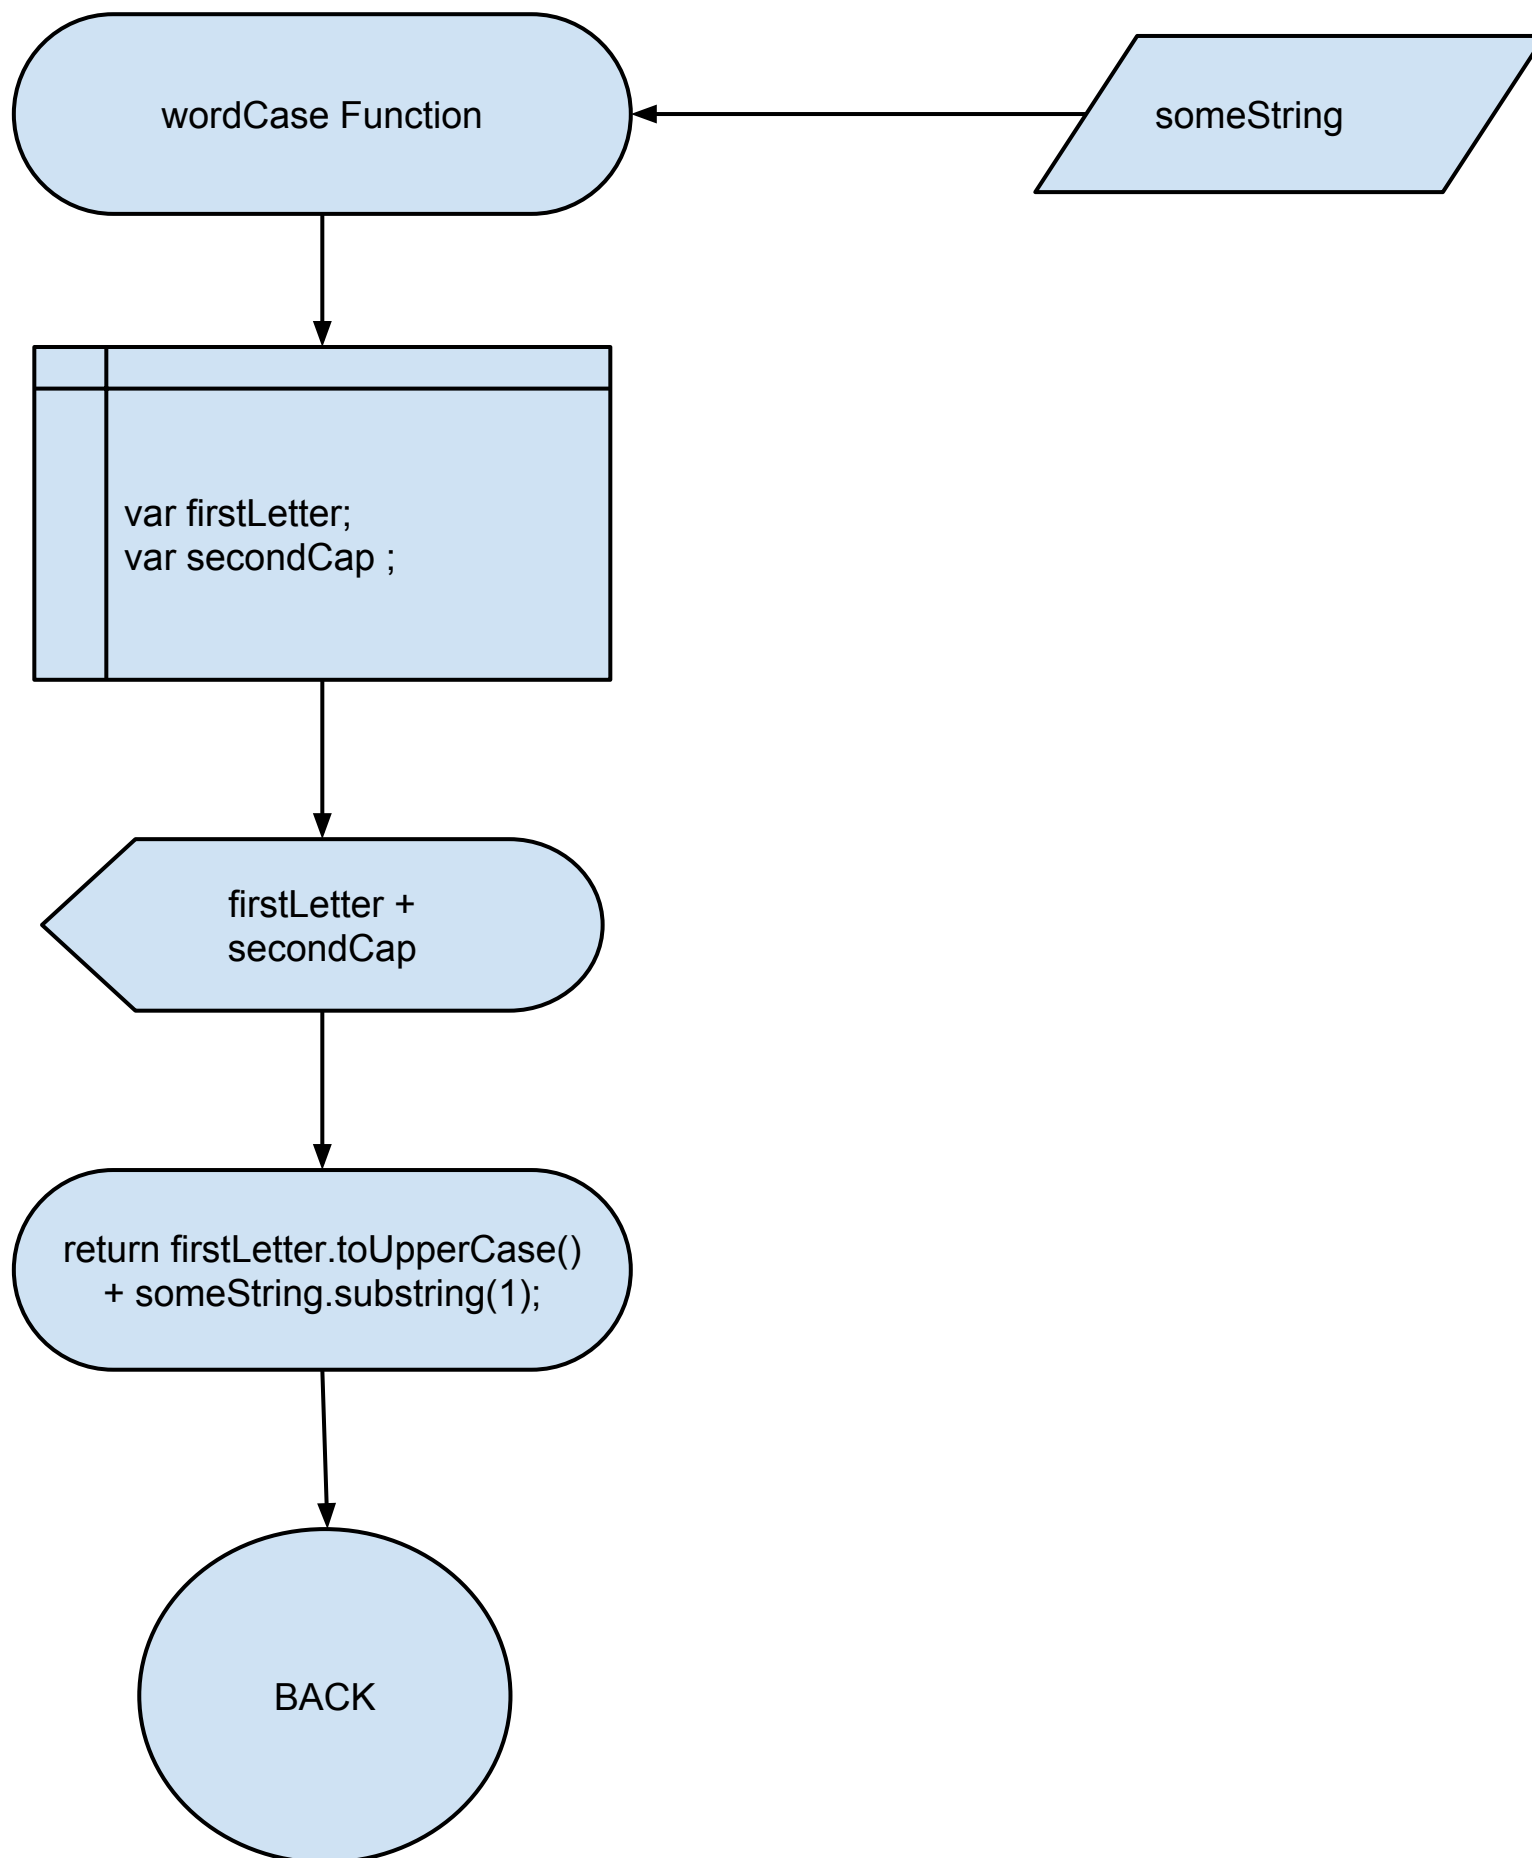 wordCase Function
someString
var firstLetter;
var secondCap ;
firstLetter +
secondCap
return firstLetter.toUpperCase()
+ someString.substring(1);
BACK